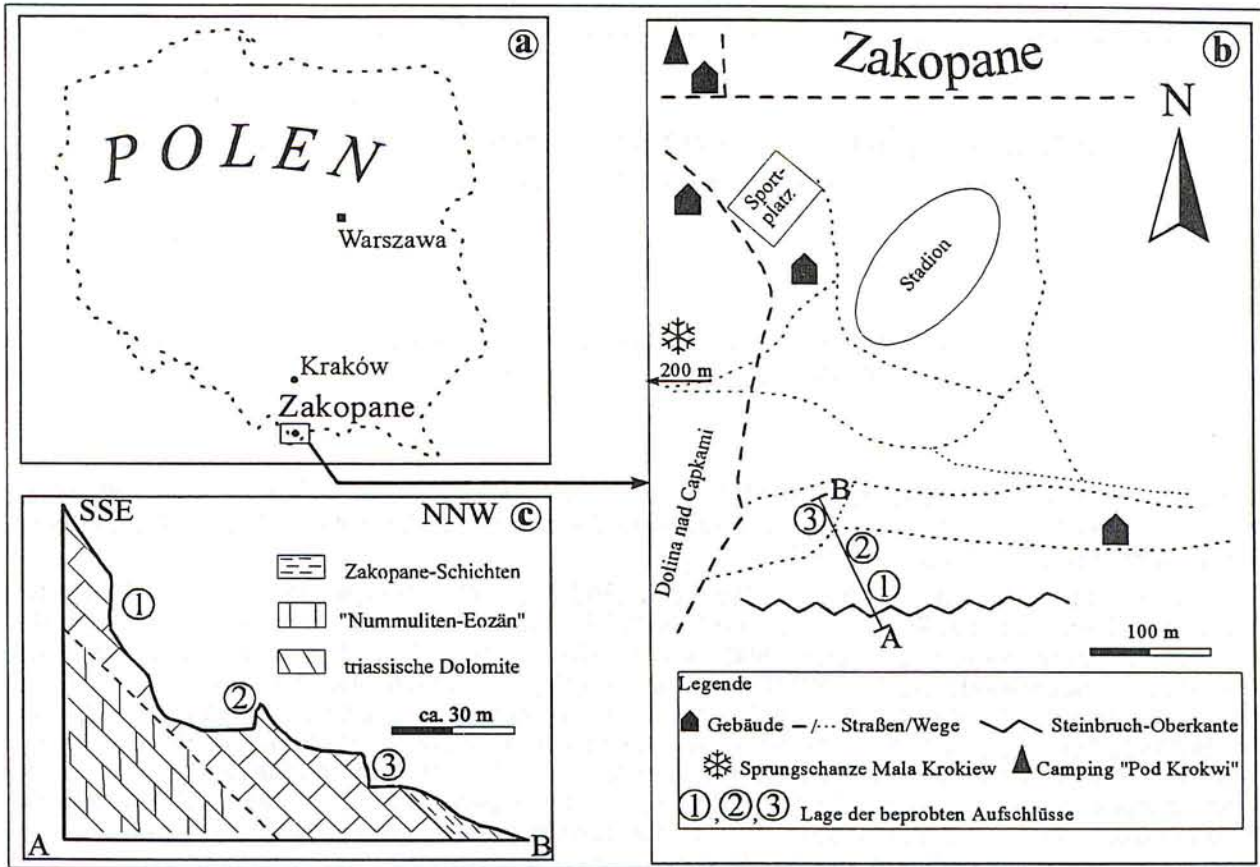 a
POLEN
Warszawa
Kraków
Zakopane
b
Zakopane
N
Sport-
platz
Stadion
200 m
Dolina nad Capkami
B
3
2
1
A
100 m
Legende
Gebäude
Straßen/Wege
Steinbruch-Oberkante
Sprungschanze Mala Krokiew
Camping "Pod Krokwi"
1, 2, 3 Lage der beprobten Aufschlüsse
SSE
NNW
c
1
Zakopane-Schichten
"Nummuliten-Eozän"
triassische Dolomite
2
ca. 30 m
3
A
B